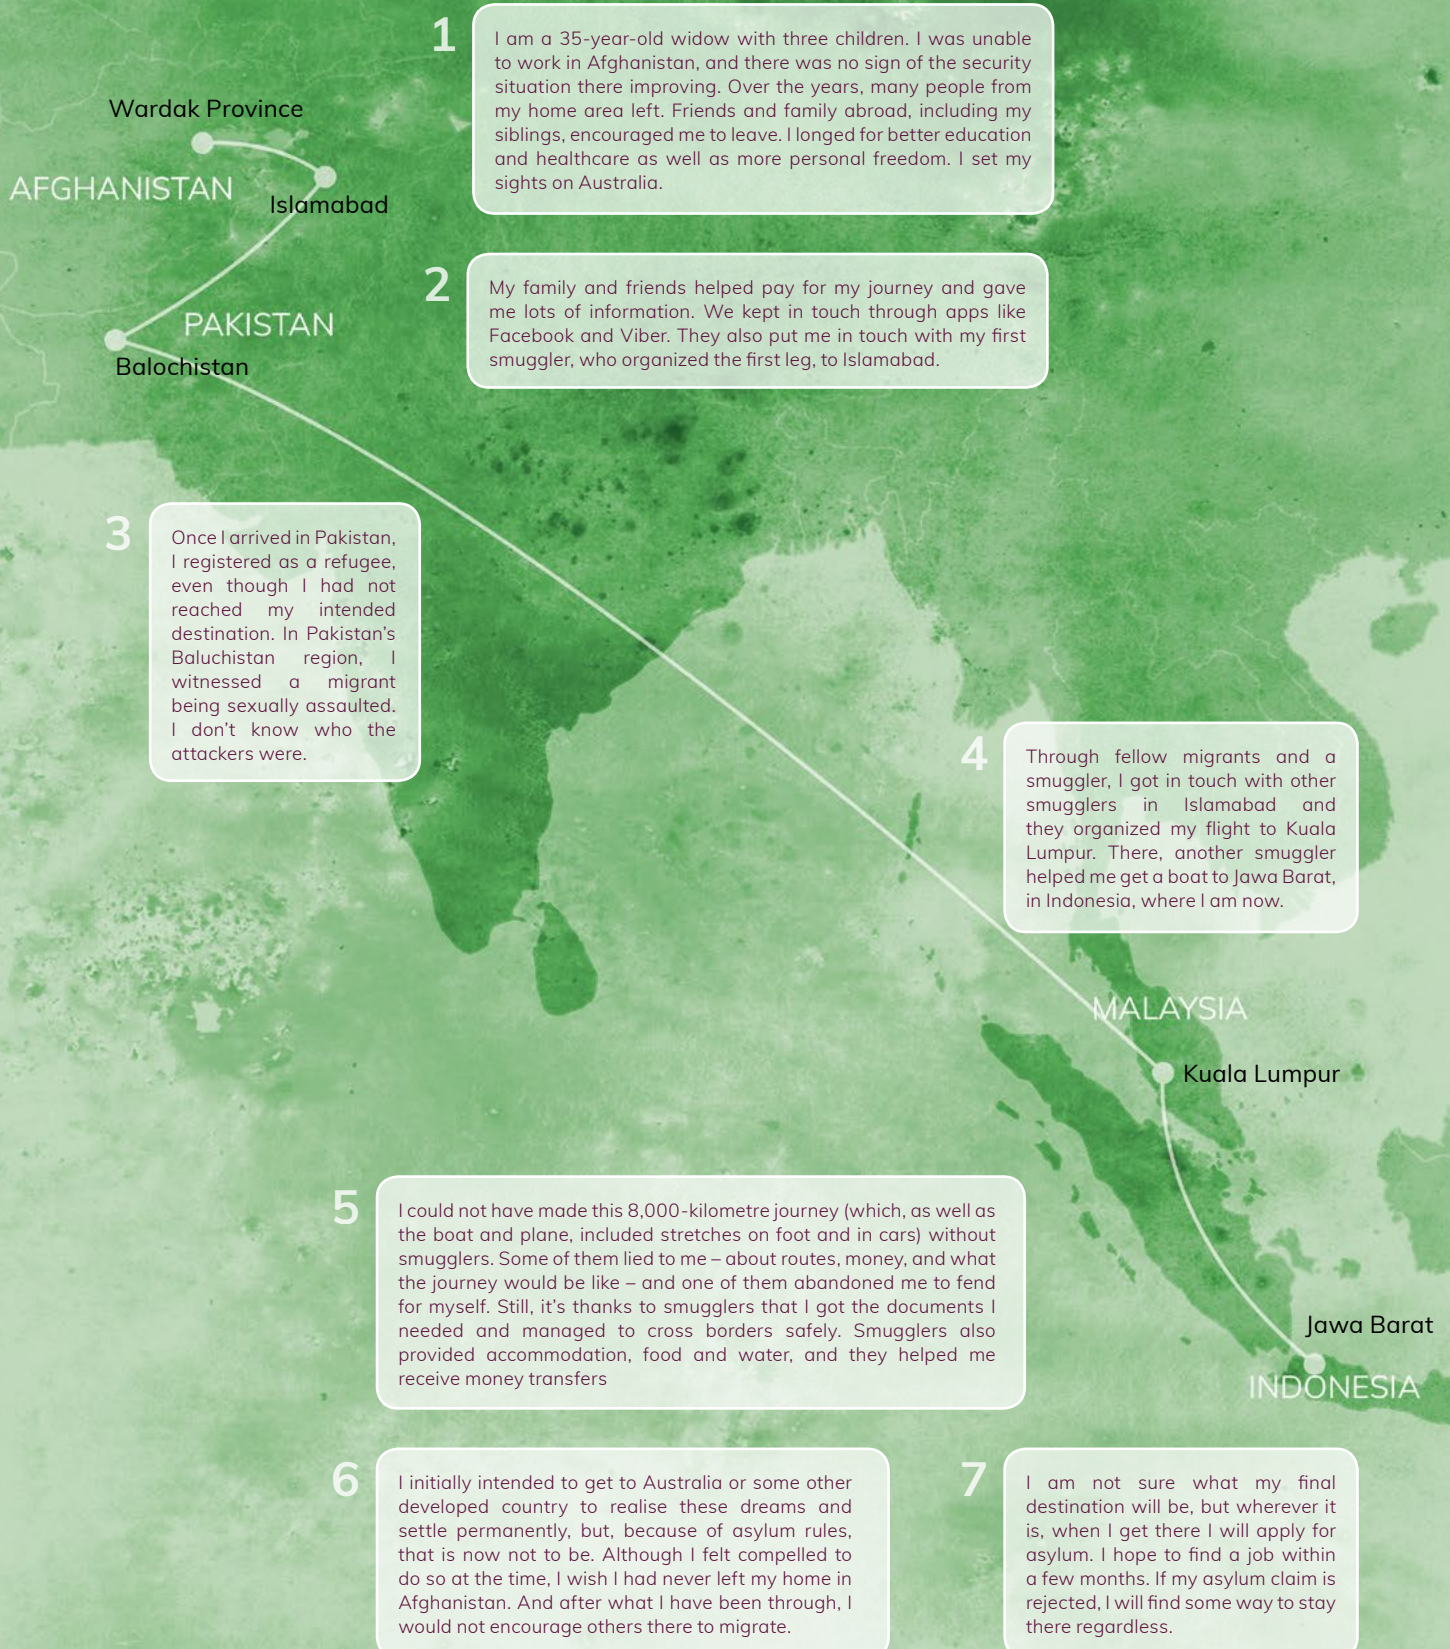 1
I am a 35-year-old widow with three children. I was unable
to work in Afghanistan, and there was no sign of the security
situation there improving. Over the years, many people from
my home area left. Friends and family abroad, including my
siblings, encouraged me to leave. I longed for better education
and healthcare as well as more personal freedom. I set my
sights on Australia.
Wardak Province
AFGHANISTAN
Islamabad
2
My family and friends helped pay for my journey and gave
me lots of information. We kept in touch through apps like
Facebook and Viber. They also put me in touch with my first
smuggler, who organized the first leg, to Islamabad.
PAKISTAN
Balochistan
3
Once I arrived in Pakistan,
I registered as a refugee,
even though I had not
reached my intended
destination. In Pakistan's
Baluchistan region, I
witnessed a migrant
being sexually assaulted.
I don't know who the
attackers were.
4
Through fellow migrants and a
smuggler, I got in touch with other
smugglers in Islamabad and
they organized my flight to Kuala
Lumpur. There, another smuggler
helped me get a boat to Jawa Barat,
in Indonesia, where I am now.
MALAYSIA
Kuala Lumpur
5
I could not have made this 8,000-kilometre journey (which, as well as
the boat and plane, included stretches on foot and in cars) without
smugglers. Some of them lied to me – about routes, money, and what
the journey would be like – and one of them abandoned me to fend
for myself. Still, it's thanks to smugglers that I got the documents I
needed and managed to cross borders safely. Smugglers also
provided accommodation, food and water, and they helped me
receive money transfers
Jawa Barat
INDONESIA
6
I initially intended to get to Australia or some other
developed country to realise these dreams and
settle permanently, but, because of asylum rules,
that is now not to be. Although I felt compelled to
do so at the time, I wish I had never left my home in
Afghanistan. And after what I have been through, I
would not encourage others there to migrate.
7
I am not sure what my final
destination will be, but wherever it
is, when I get there I will apply for
asylum. I hope to find a job within
a few months. If my asylum claim is
rejected, I will find some way to stay
there regardless.